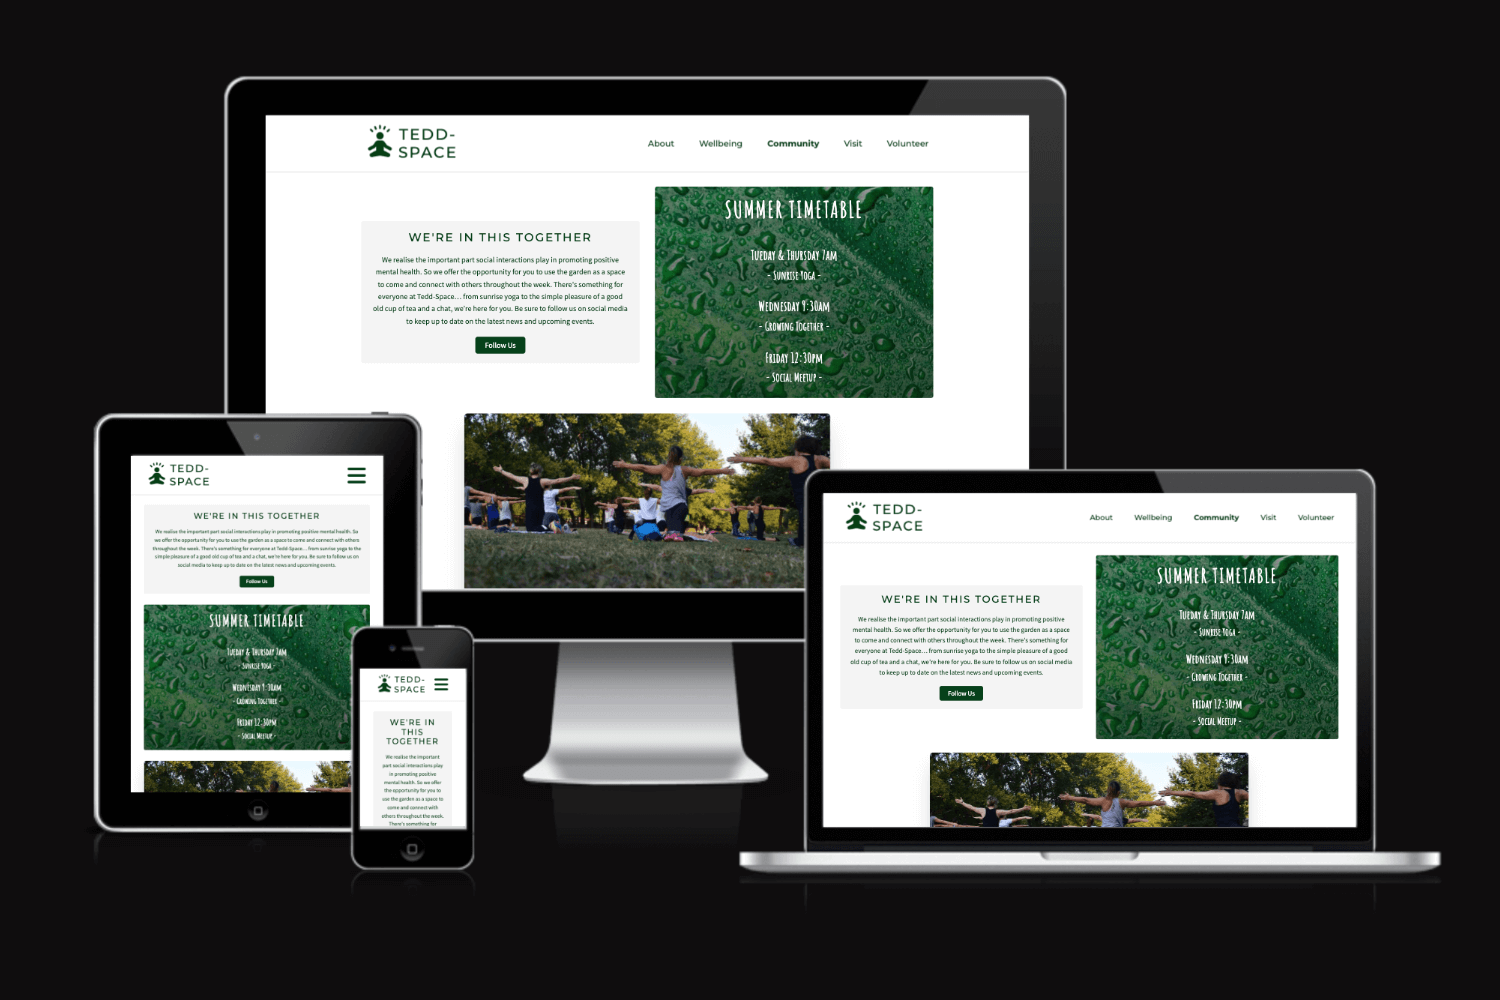 TEDD-
SPACE
About Wellbeing Community Visit Volunteer
WE'RE IN THIS TOGETHER
We realise the important part social interactions play in promoting positive
mental health. So we offer the opportunity for you to use the garden as a space
to come and connect with others throughout the week. There's something for
everyone at Tedd-Space... from sunrise yoga to the simple pleasure of a good
old cup of tea and a chat, we're here for you. Be sure to follow us on social media
to keep up to date on the latest news and upcoming events.
Follow Us
SUMMER TIMETABLE
Tueday & Thursday 7am
- Sunrise Yoga -
Wednesday 9:30am
- Growing Together -
Friday 12:30pm
- Social Meetup -
TEDD-
SPACE
WE'RE IN THIS TOGETHER
We realise the important part social interactions play in promoting positive mental health. So
we offer the opportunity for you to use the garden as a space to come and connect with others
throughout the week. There's something for everyone at Tedd-Space... from sunrise yoga to the
simple pleasure of a good old cup of tea and a chat, we're here for you. Be sure to follow us on
social media to keep up to date on the latest news and upcoming events.
Follow Us
SUMMER TIMETABLE
Tueday & Thursday 7am
- Sunrise Yoga -
Wednesday 9:30am
- Growing Together -
Friday 12:30pm
- Social Meetup -
TEDD-
SPACE
WE'RE IN
THIS
TOGETHER
We realise the important
part social interactions play
in promoting positive
mental health. So we offer
the opportunity for you to
use the garden as a space to
come and connect with
others throughout the week.
There's something for
TEDD-
SPACE
About Wellbeing Community Visit Volunteer
WE'RE IN THIS TOGETHER
We realise the important part social interactions play in promoting positive
mental health. So we offer the opportunity for you to use the garden as a space
to come and connect with others throughout the week. There's something for
everyone at Tedd-Space... from sunrise yoga to the simple pleasure of a good
old cup of tea and a chat, we're here for you. Be sure to follow us on social media
to keep up to date on the latest news and upcoming events.
Follow Us
SUMMER TIMETABLE
Tueday & Thursday 7am
- Sunrise Yoga -
Wednesday 9:30am
- Growing Together -
Friday 12:30pm
- Social Meetup -